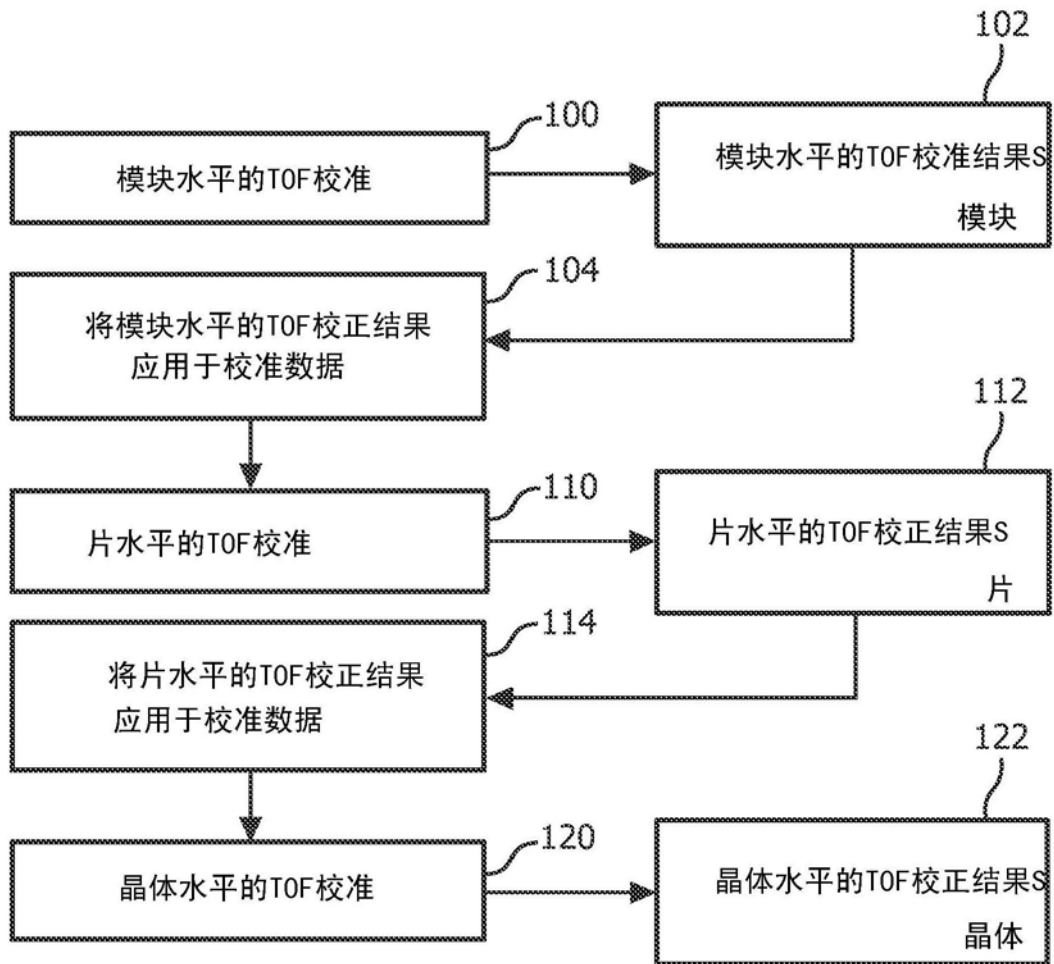 102
100
模块水平的TOF校准
模块水平的TOF校准结果S
模块
104
将模块水平的TOF校正结果
应用于校准数据
112
110
片水平的TOF校准
片水平的TOF校正结果S
片
114
将片水平的TOF校正结果
应用于校准数据
122
120
晶体水平的TOF校准
晶体水平的TOF校正结果S
晶体